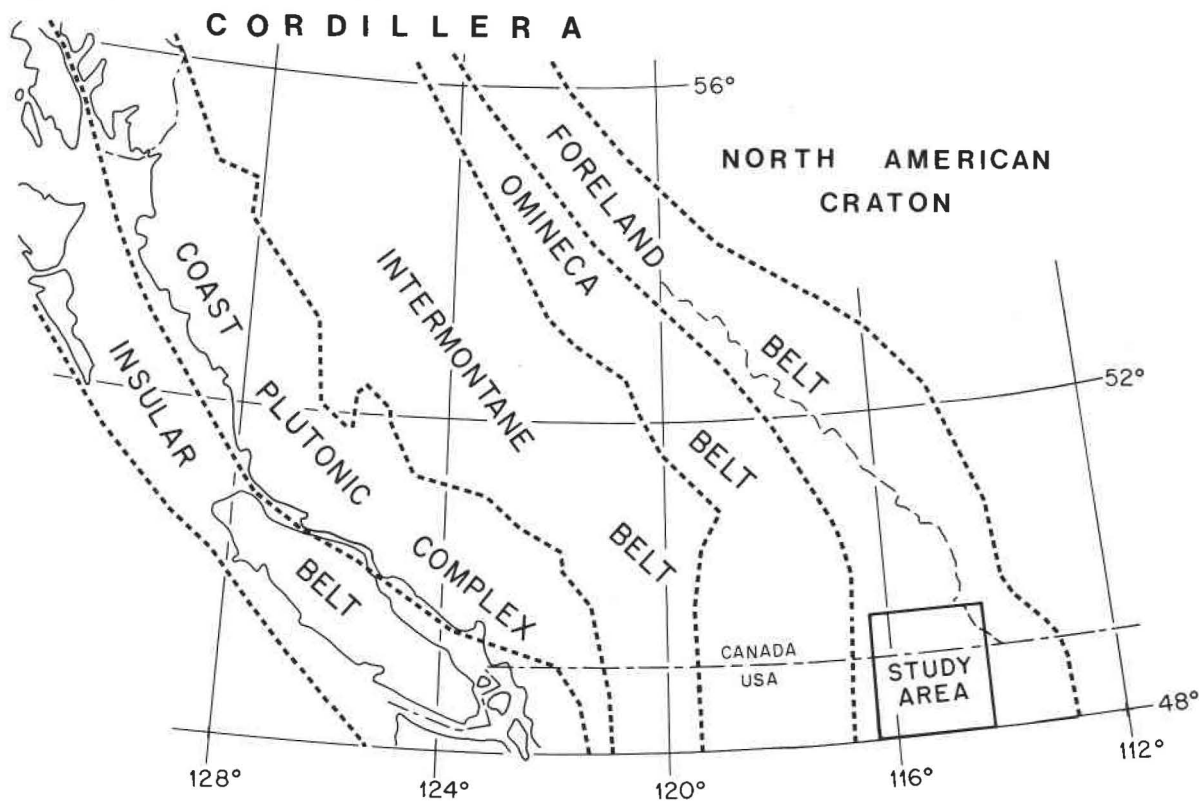 CORDILLERA
56°
NORTH AMERICAN
CRATON
FORELAND
BELT
OMINECA
BELT
INTERMONTANE
BELT
COAST
PLUTONIC
COMPLEX
INSULAR
BELT
52°
CANADA
USA
STUDY
AREA
48°
128°
124°
120°
116°
112°